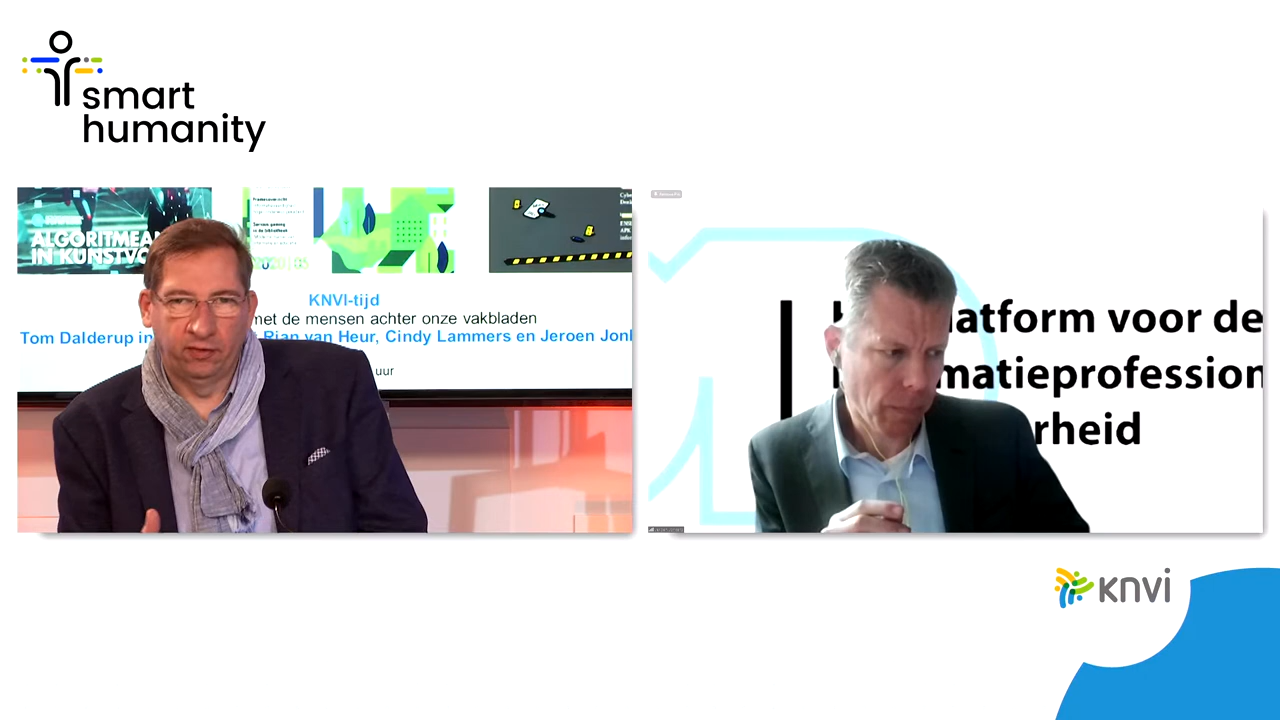 smart
humanity
ALGORITMEA
IN KUNSTVO
KNVI-tijd
met de mensen achter onze vakbladen
Tom Dalderup in
Rian van Heur, Cindy Lammers en Jeroen Jonk
uur
latform voor de
matieprofession
rheid
knvi